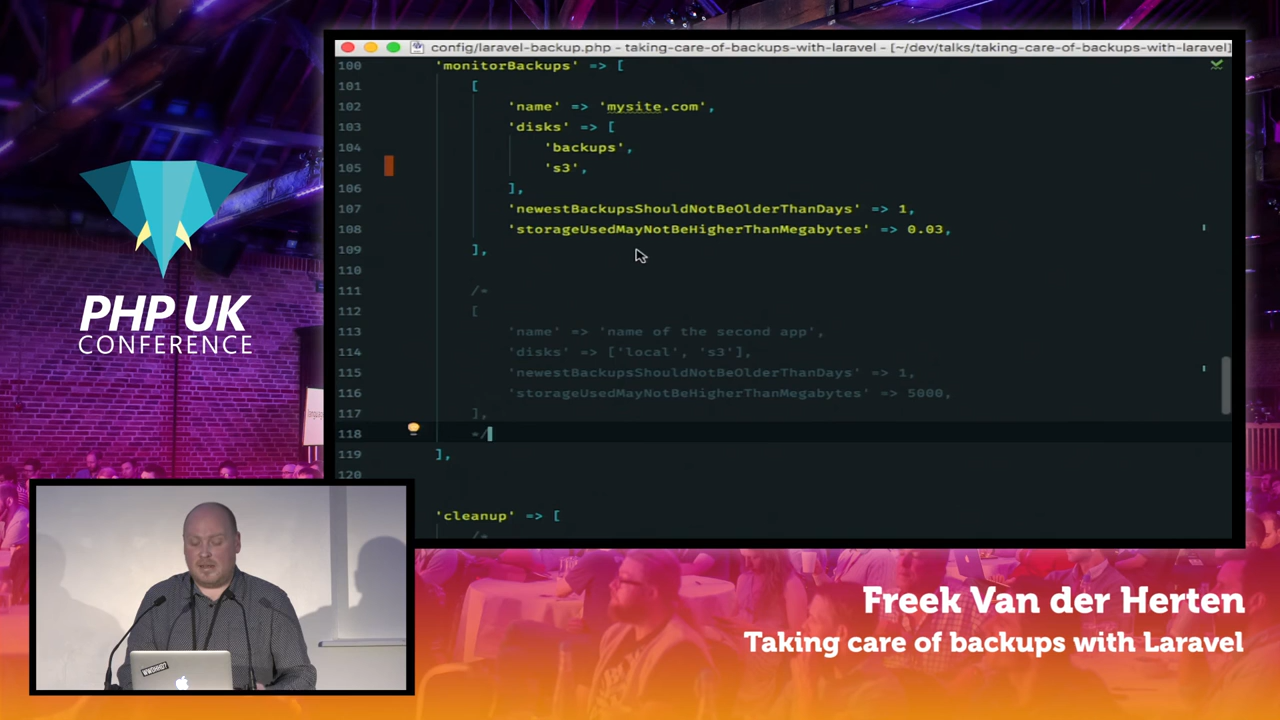 config/laravel-backup.php - taking-care-of-backups-with-laravel - [~/dev/talks/taking-care-of-backups-with-laravel]
100 'monitorBackups' => [
101 [
102 'name' => 'mysite.com',
103 'disks' => [
104 'backups',
105 's3',
106 ],
107 'newestBackupsShouldNotBeOlderThanDays' => 1,
108 'storageUsedMayNotBeHigherThanMegabytes' => 0.03,
109 ],
110
111 /*
112 [
113 'name' => 'name of the second app',
114 'disks' => ['local', 's3'],
115 'newestBackupsShouldNotBeOlderThanDays' => 1,
116 'storageUsedMayNotBeHigherThanMegabytes' => 5000,
117 ],
118 */
119 ],
120
'cleanup' => [
/*
PHP UK
CONFERENCE
Freek Van der Herten
Taking care of backups with Laravel